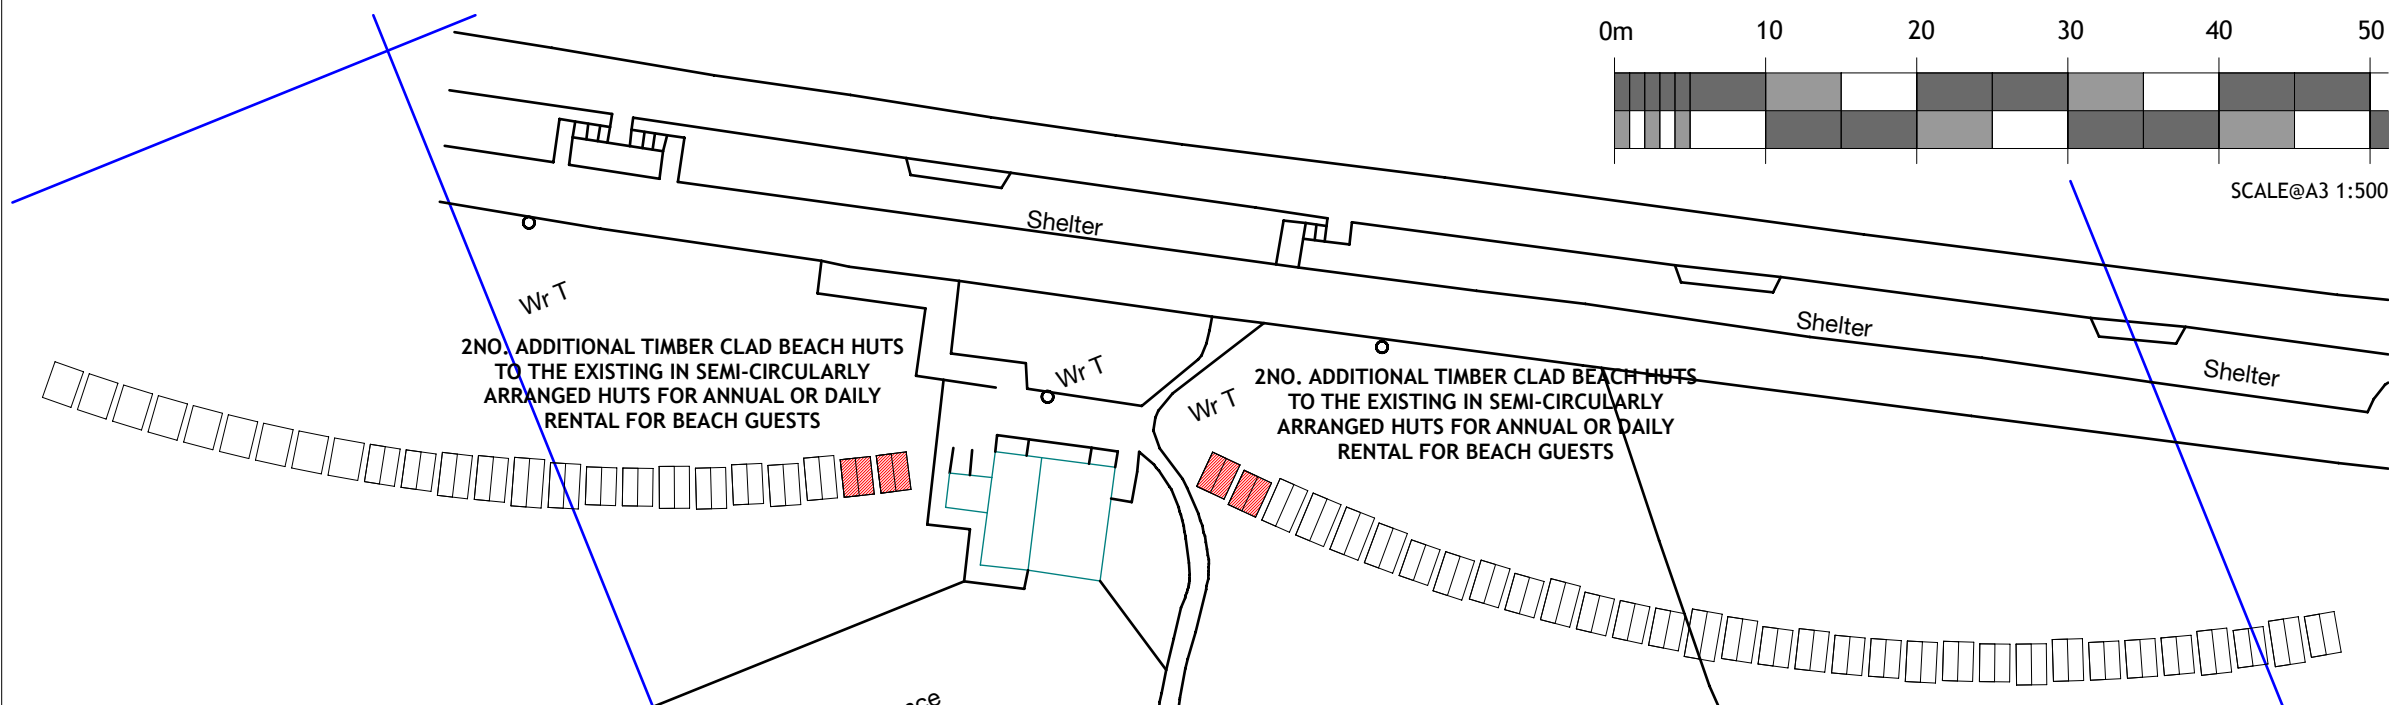 0m 10 20 30 40 50
SCALE@A3 1:500
Shelter
Shelter
Shelter
Wr T
Wr T
Wr T
2NO. ADDITIONAL TIMBER CLAD BEACH HUTS
TO THE EXISTING IN SEMI-CIRCULARLY
ARRANGED HUTS FOR ANNUAL OR DAILY
RENTAL FOR BEACH GUESTS
2NO. ADDITIONAL TIMBER CLAD BEACH HUTS
TO THE EXISTING IN SEMI-CIRCULARLY
ARRANGED HUTS FOR ANNUAL OR DAILY
RENTAL FOR BEACH GUESTS